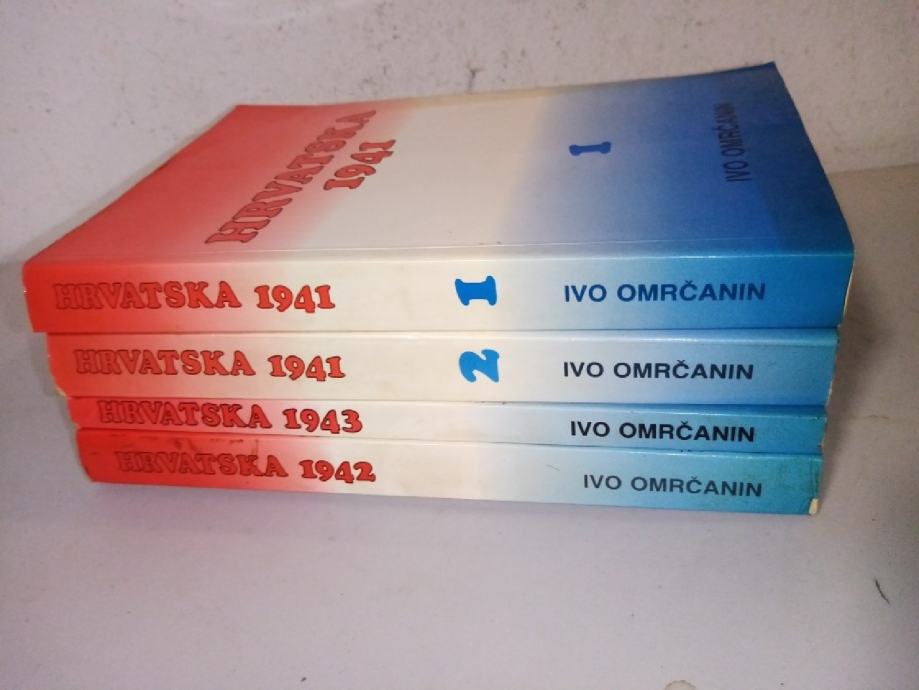 HRVATSKA
1941
1
IVO OMRČANIN
HRVATSKA 1941 1 IVO OMRČANIN
HRVATSKA 1941 2 IVO OMRČANIN
HRVATSKA 1943 IVO OMRČANIN
HRVATSKA 1942 IVO OMRČANIN